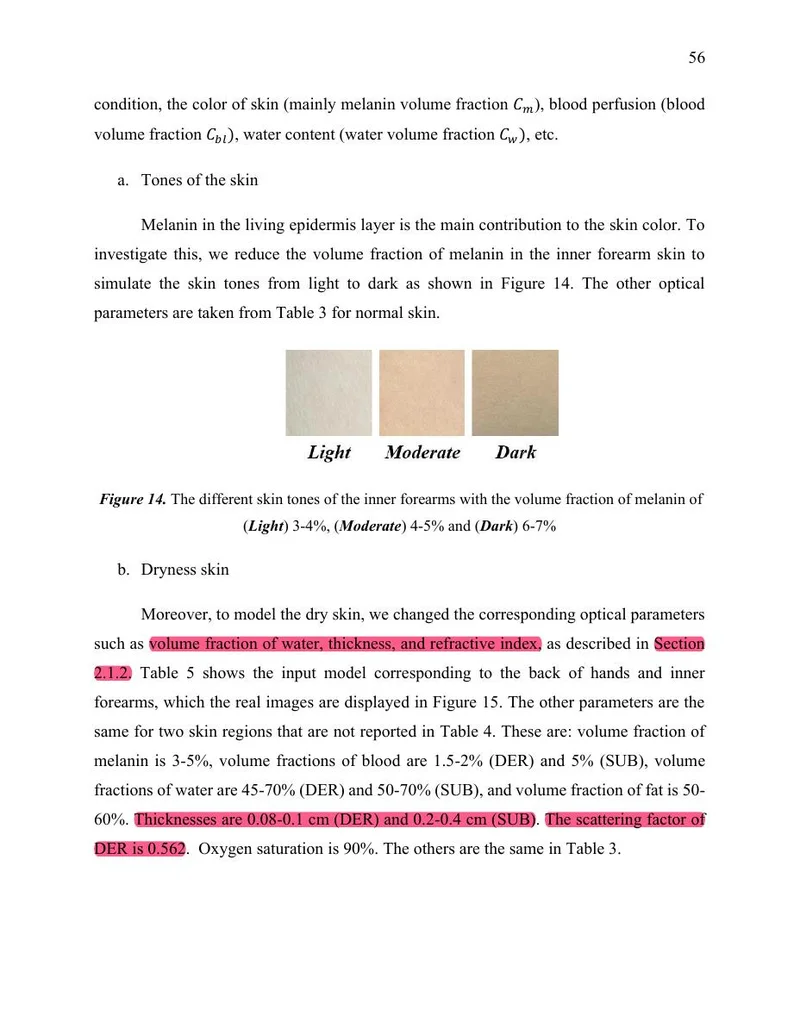 56
condition, the color of skin (mainly melanin volume fraction 𝐶𝑚), blood perfusion (blood
volume fraction 𝐶𝑏𝑙), water content (water volume fraction 𝐶𝑤), etc.
a. Tones of the skin
Melanin in the living epidermis layer is the main contribution to the skin color. To
investigate this, we reduce the volume fraction of melanin in the inner forearm skin to
simulate the skin tones from light to dark as shown in Figure 14. The other optical
parameters are taken from Table 3 for normal skin.
Light Moderate Dark
Figure 14. The different skin tones of the inner forearms with the volume fraction of melanin of
(Light) 3-4%, (Moderate) 4-5% and (Dark) 6-7%
b. Dryness skin
Moreover, to model the dry skin, we changed the corresponding optical parameters
such as volume fraction of water, thickness, and refractive index, as described in Section
2.1.2. Table 5 shows the input model corresponding to the back of hands and inner
forearms, which the real images are displayed in Figure 15. The other parameters are the
same for two skin regions that are not reported in Table 4. These are: volume fraction of
melanin is 3-5%, volume fractions of blood are 1.5-2% (DER) and 5% (SUB), volume
fractions of water are 45-70% (DER) and 50-70% (SUB), and volume fraction of fat is 50-
60%. Thicknesses are 0.08-0.1 cm (DER) and 0.2-0.4 cm (SUB). The scattering factor of
DER is 0.562. Oxygen saturation is 90%. The others are the same in Table 3.